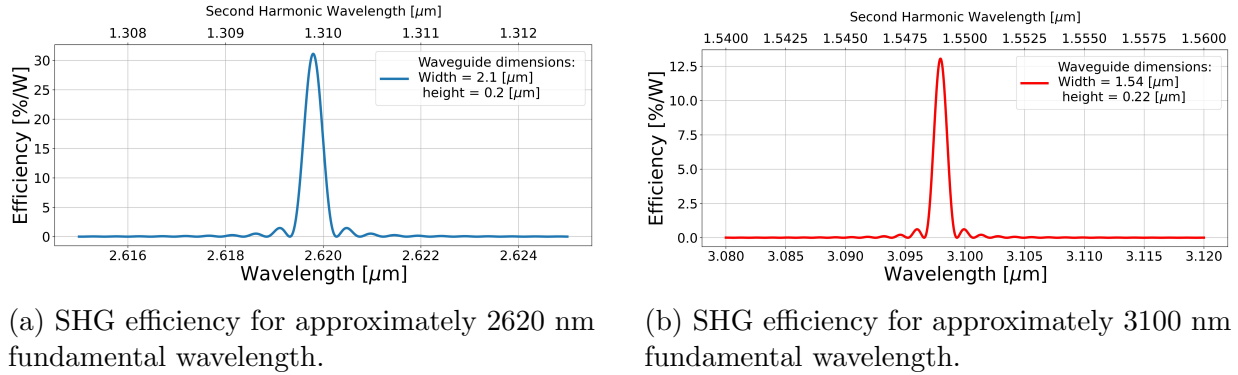 Second Harmonic Wavelength [μm]
1.308 1.309 1.310 1.311 1.312
Efficiency [%/W]
30
25
20
15
10
5
0
Waveguide dimensions:
Width = 2.1 [μm]
height = 0.2 [μm]
2.616 2.618 2.620 2.622 2.624
Wavelength [μm]
(a) SHG efficiency for approximately 2620 nm
fundamental wavelength.
Second Harmonic Wavelength [μm]
1.5400 1.5425 1.5450 1.5475 1.5500 1.5525 1.5550 1.5575 1.5600
Efficiency [%/W]
12.5
10.0
7.5
5.0
2.5
0.0
Waveguide dimensions:
Width = 1.54 [μm]
height = 0.22 [μm]
3.080 3.085 3.090 3.095 3.100 3.105 3.110 3.115 3.120
Wavelength [μm]
(b) SHG efficiency for approximately 3100 nm
fundamental wavelength.